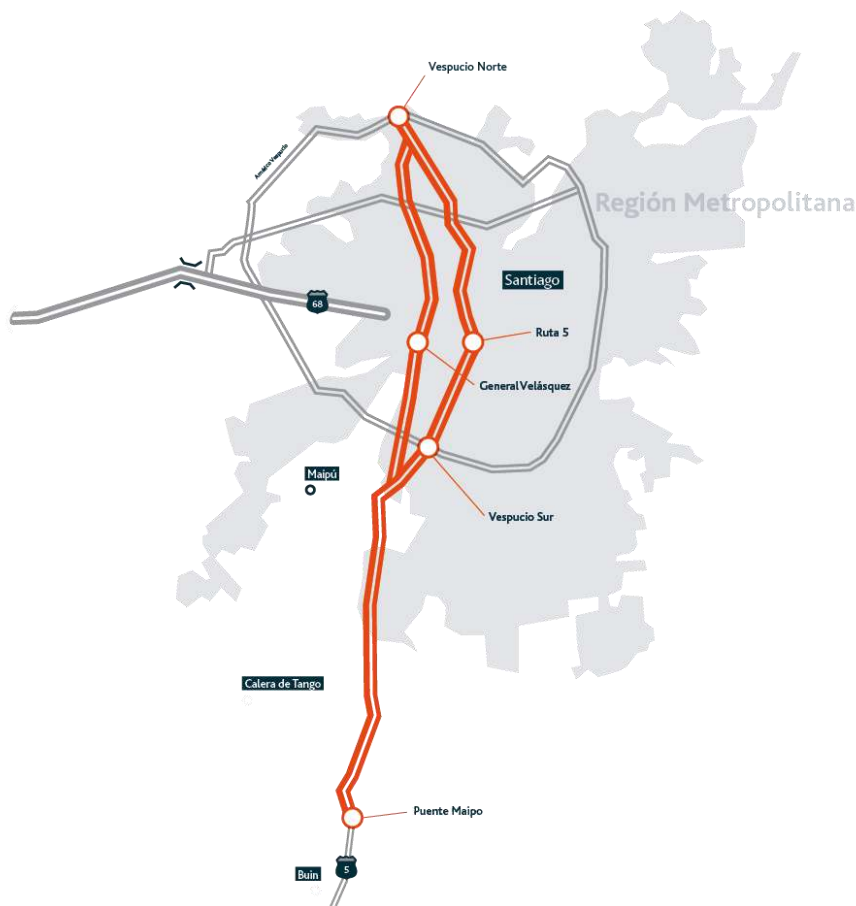 Vespucio Norte
Américo Vespucio
Región Metropolitana
Santiago
68
Ruta 5
General Velásquez
Maipú
Vespucio Sur
Calera de Tango
Puente Maipo
Buin
5